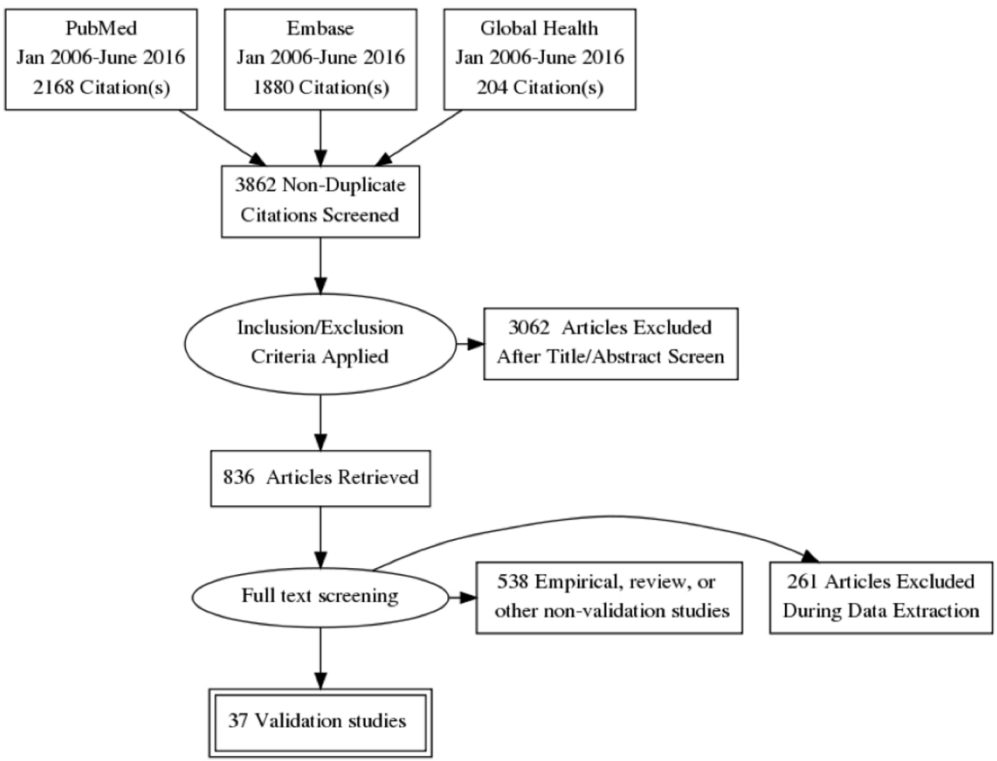 PubMed
Jan 2006-June 2016
2168 Citation(s)
Embase
Jan 2006-June 2016
1880 Citation(s)
Global Health
Jan 2006-June 2016
204 Citation(s)
3862 Non-Duplicate
Citations Screened
Inclusion/Exclusion
Criteria Applied
3062 Articles Excluded
After Title/Abstract Screen
836 Articles Retrieved
Full text screening
538 Empirical, review, or
other non-validation studies
261 Articles Excluded
During Data Extraction
37 Validation studies